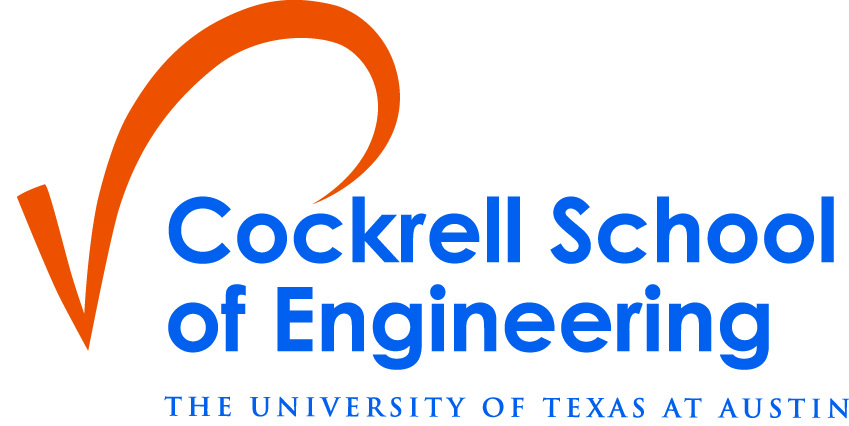 Cockrell School
of Engineering
THE UNIVERSITY OF TEXAS AT AUSTIN